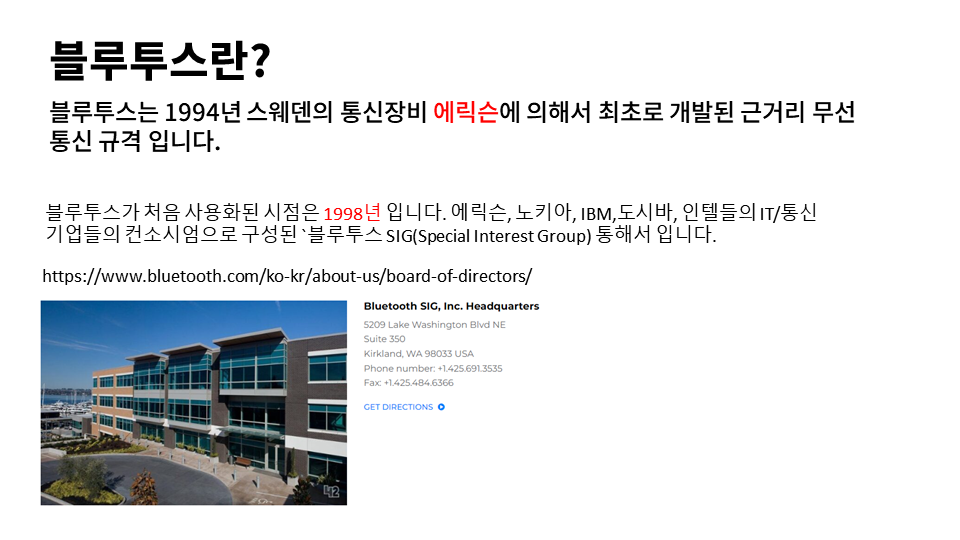 블루투스란?
블루투스는 1994년 스웨덴의 통신장비 에릭슨에 의해서 최초로 개발된 근거리 무선
통신 규격 입니다.
블루투스가 처음 사용화된 시점은 1998년 입니다. 에릭슨, 노키아, IBM,도시바, 인텔들의 IT/통신
기업들의 컨소시엄으로 구성된 `블루투스 SIG(Special Interest Group) 통해서 입니다.
https://www.bluetooth.com/ko-kr/about-us/board-of-directors/
Bluetooth SIG, Inc. Headquarters
5209 Lake Washington Blvd NE
Suite 350
Kirkland, WA 98033 USA
Phone number: +1.425.691.3535
Fax: +1.425.484.6366
GET DIRECTIONS
42